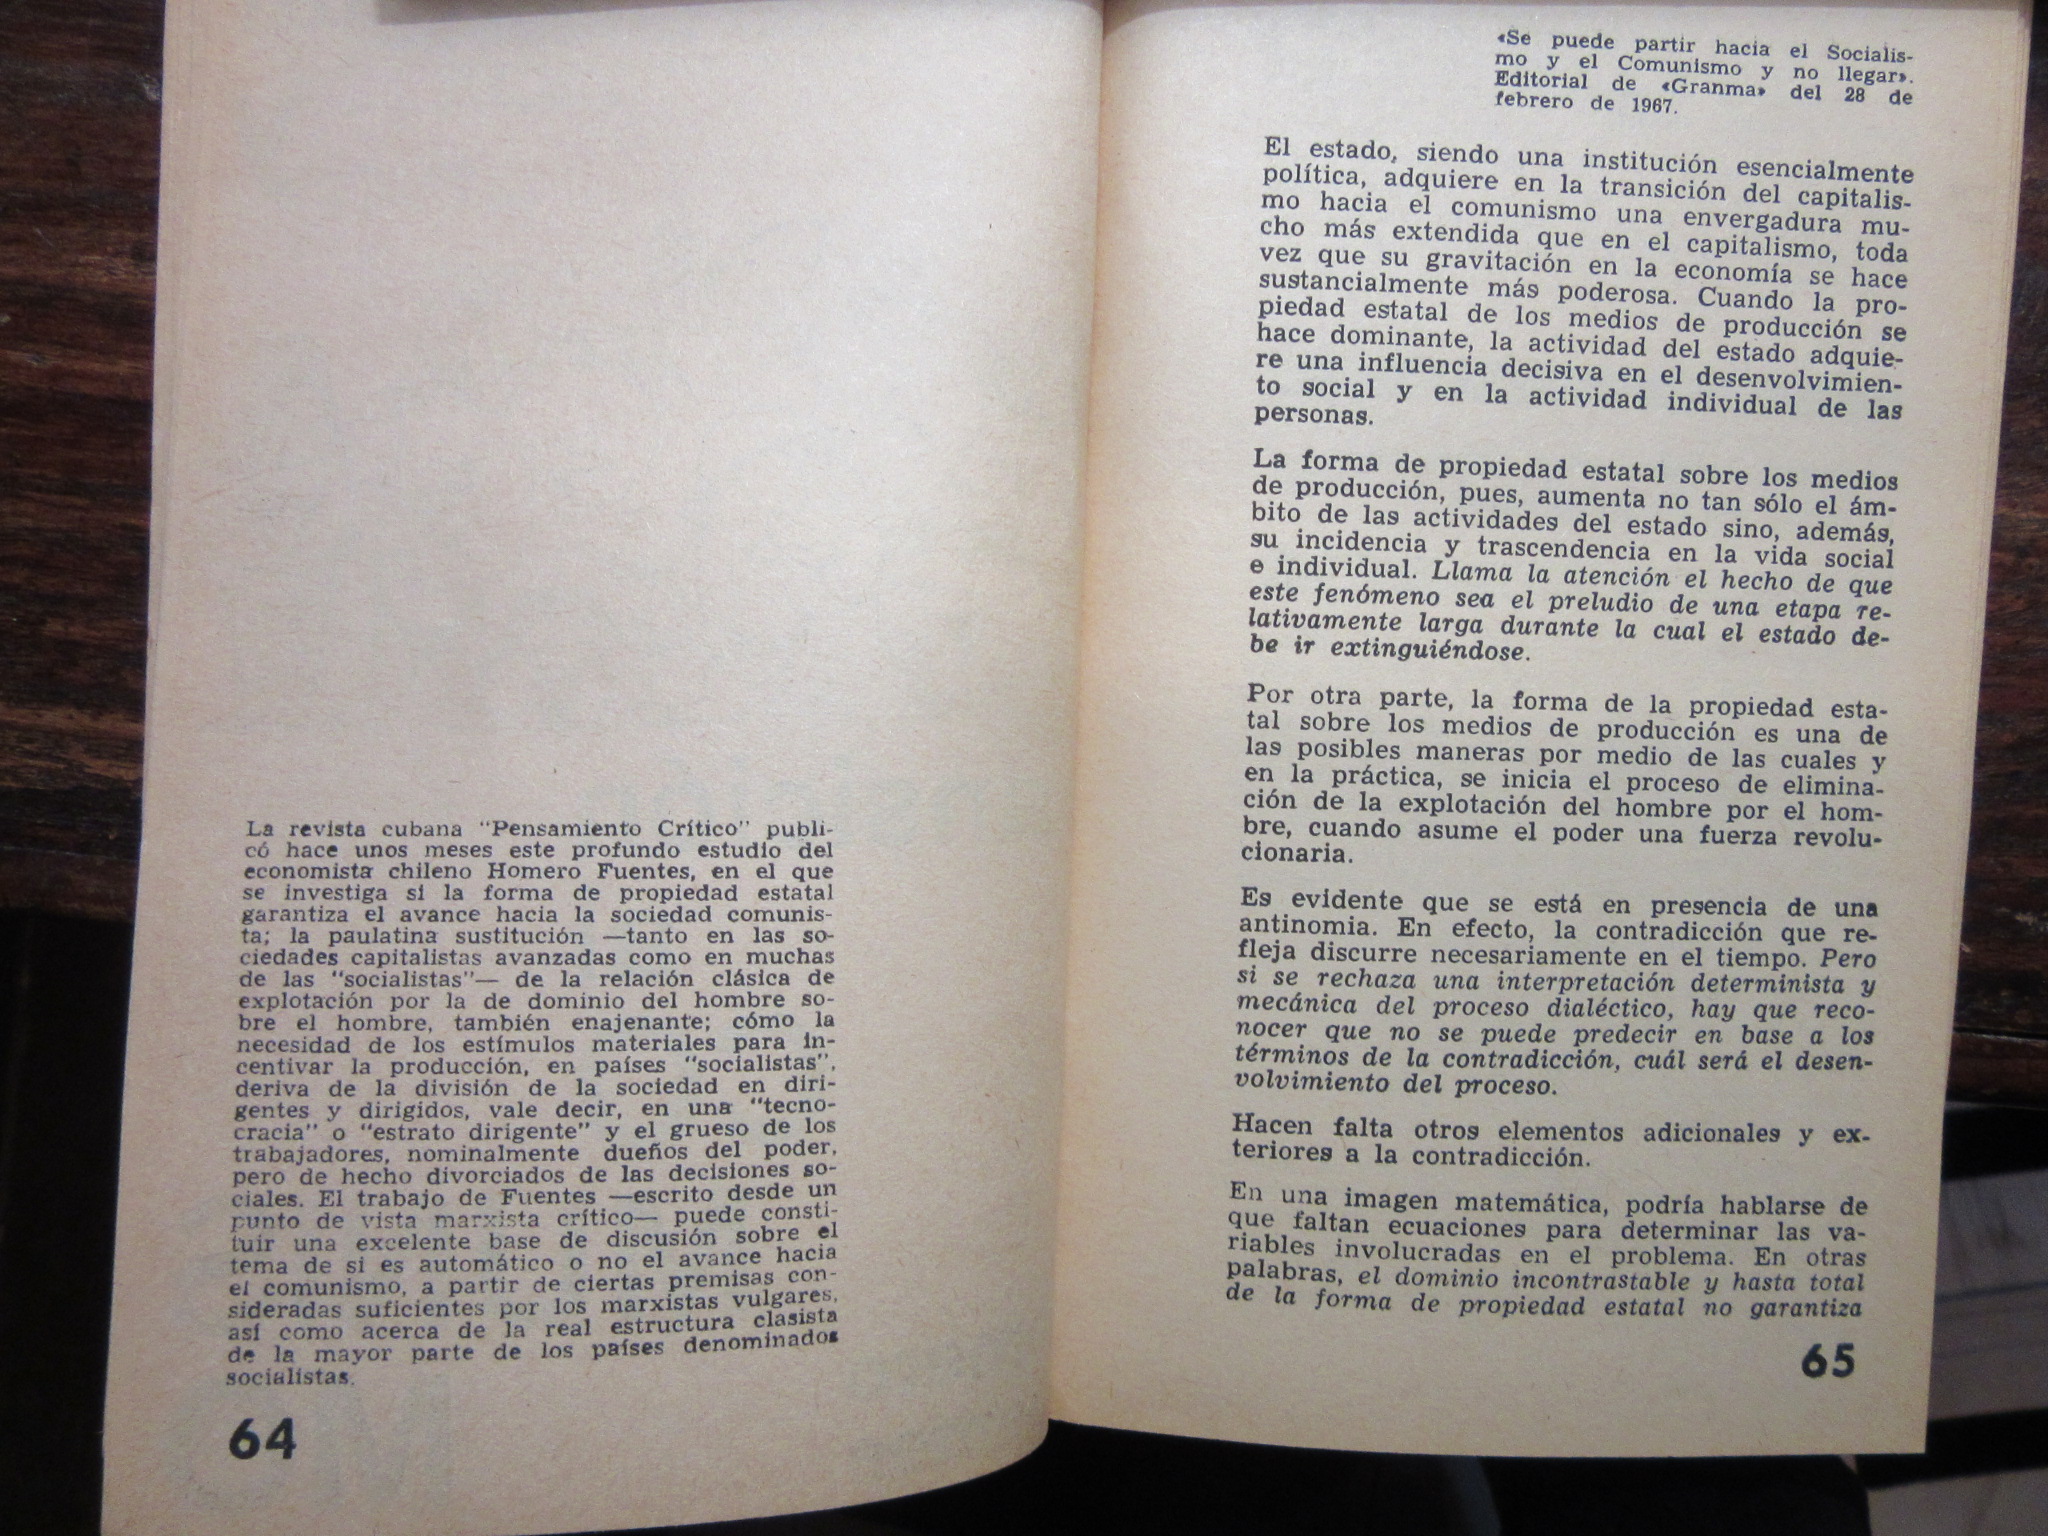 La revista cubana "Pensamiento Crítico" publi-
có hace unos meses este profundo estudio del
economista chileno Homero Fuentes, en el que
se investiga si la forma de propiedad estatal
garantiza el avance hacia la sociedad comunis-
ta; la paulatina sustitución —tanto en las so-
ciedades capitalistas avanzadas como en muchas
de las "socialistas"— de la relación clásica de
explotación por la de dominio del hombre so-
bre el hombre, también enajenante; cómo la
necesidad de los estímulos materiales para in-
centivar la producción, en países "socialistas",
deriva de la división de la sociedad en diri-
gentes y dirigidos, vale decir, en una "tecno-
cracia" o "estrato dirigente" y el grueso de los
trabajadores, nominalmente dueños del poder,
pero de hecho divorciados de las decisiones so-
ciales. El trabajo de Fuentes —escrito desde un
punto de vista marxista crítico— puede consti-
tuir una excelente base de discusión sobre el
tema de si es automático o no el avance hacia
el comunismo, a partir de ciertas premisas con-
sideradas suficientes por los marxistas vulgares,
así como acerca de la real estructura clasista
de la mayor parte de los países denominados
socialistas.
64
«Se puede partir hacia el Socialis-
mo y el Comunismo y no llegar».
Editorial de «Granma» del 28 de
febrero de 1967.
El estado, siendo una institución esencialmente
política, adquiere en la transición del capitalis-
mo hacia el comunismo una envergadura mu-
cho más extendida que en el capitalismo, toda
vez que su gravitación en la economía se hace
sustancialmente más poderosa. Cuando la pro-
piedad estatal de los medios de producción se
hace dominante, la actividad del estado adquie-
re una influencia decisiva en el desenvolvimien-
to social y en la actividad individual de las
personas.
La forma de propiedad estatal sobre los medios
de producción, pues, aumenta no tan sólo el ám-
bito de las actividades del estado sino, además,
su incidencia y trascendencia en la vida social
e individual. Llama la atención el hecho de que
este fenómeno sea el preludio de una etapa re-
lativamente larga durante la cual el estado de-
be ir extinguiéndose.
Por otra parte, la forma de la propiedad esta-
tal sobre los medios de producción es una de
las posibles maneras por medio de las cuales y
en la práctica, se inicia el proceso de elimina-
ción de la explotación del hombre por el hom-
bre, cuando asume el poder una fuerza revolu-
cionaria.
Es evidente que se está en presencia de una
antinomia. En efecto, la contradicción que re-
fleja discurre necesariamente en el tiempo. Pero
si se rechaza una interpretación determinista y
mecánica del proceso dialéctico, hay que reco-
nocer que no se puede predecir en base a los
términos de la contradicción, cuál será el desen-
volvimiento del proceso.
Hacen falta otros elementos adicionales y ex-
teriores a la contradicción.
En una imagen matemática, podría hablarse de
que faltan ecuaciones para determinar las va-
riables involucradas en el problema. En otras
palabras, el dominio incontrastable y hasta total
de la forma de propiedad estatal no garantiza
65